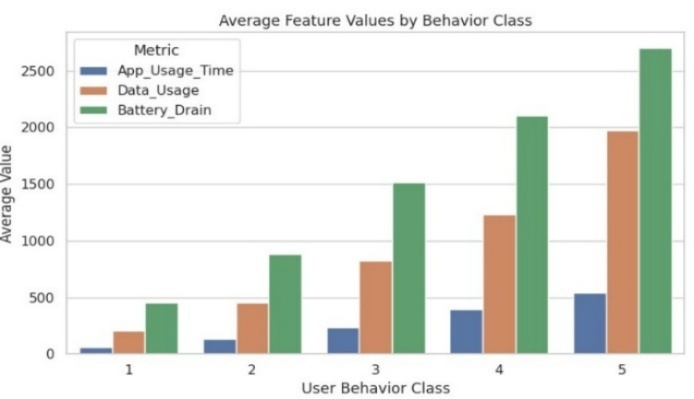 Average Feature Values by Behavior Class
Metric
App_Usage_Time
Data_Usage
Battery_Drain
Average Value
2500
2000
1500
1000
500
0
1 2 3 4 5
User Behavior Class